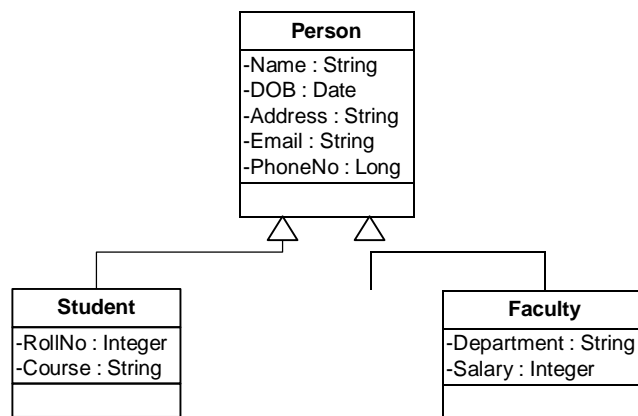 Person
-Name : String
-DOB : Date
-Address : String
-Email : String
-PhoneNo : Long
Student
-RollNo : Integer
-Course : String
Faculty
-Department : String
-Salary : Integer